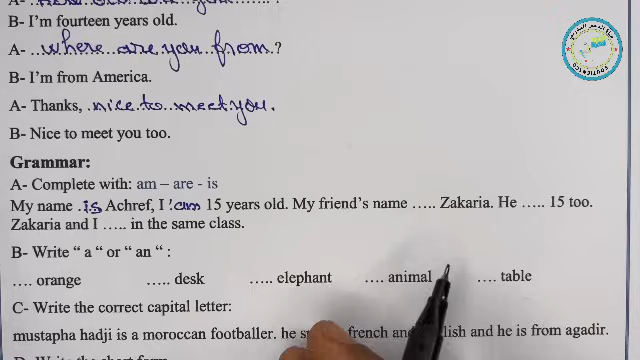 B- I'm fourteen years old.
A- ..where..are..you..from..?
B- I'm from America.
A- Thanks, .nice..to..meet you.
B- Nice to meet you too.
Grammar:
A- Complete with: am – are - is
My name .is Achref, I am 15 years old. My friend's name ….. Zakaria. He ….. 15 too.
Zakaria and I ….. in the same class.
B- Write “ a “ or “ an “ :
…. orange ….. desk ….. elephant …. animal …. table
C- Write the correct capital letter:
mustapha hadji is a moroccan footballer. he french and and he is from agadir.